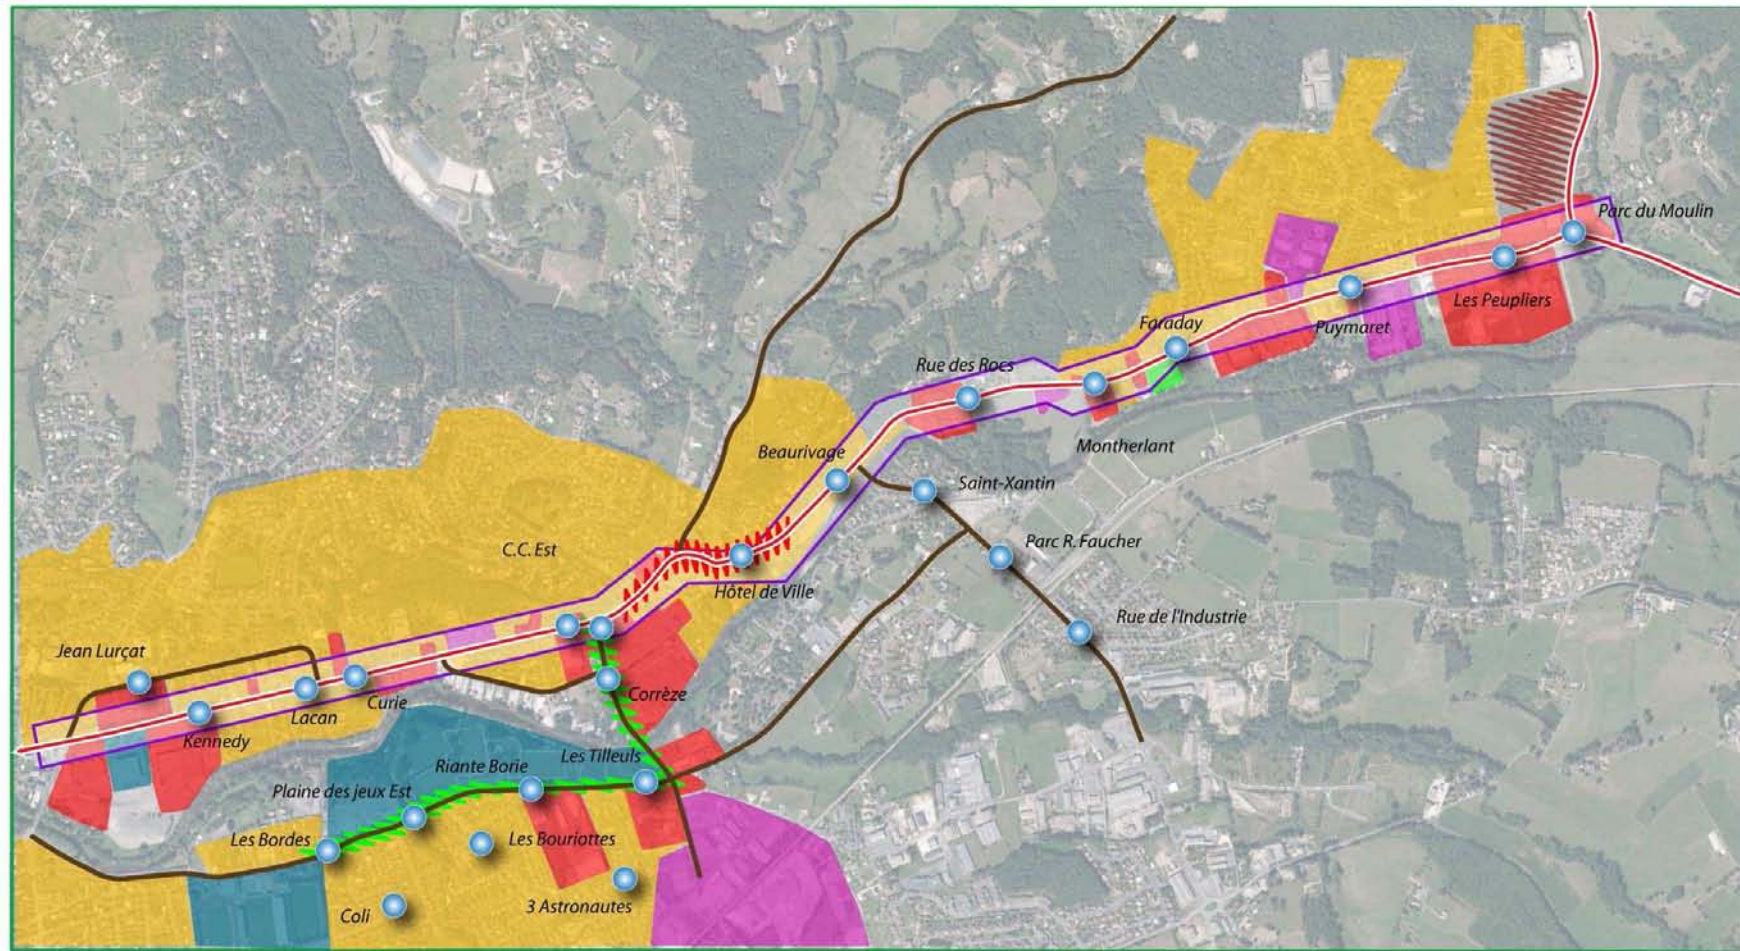 Parc du Moulin
Les Peupliers
Puymaret
Faraday
Rue des Rocs
Montherlant
Beaurivage
Saint-Xantin
Parc R. Faucher
C.C. Est
Hôtel de Ville
Rue de l'Industrie
Jean Lurçat
Corrèze
Curie
Lacan
Kennedy
Les Tilleuls
Riante Borie
Plaine des jeux Est
Les Bordes
Les Bouriottes
3 Astronautes
Coli